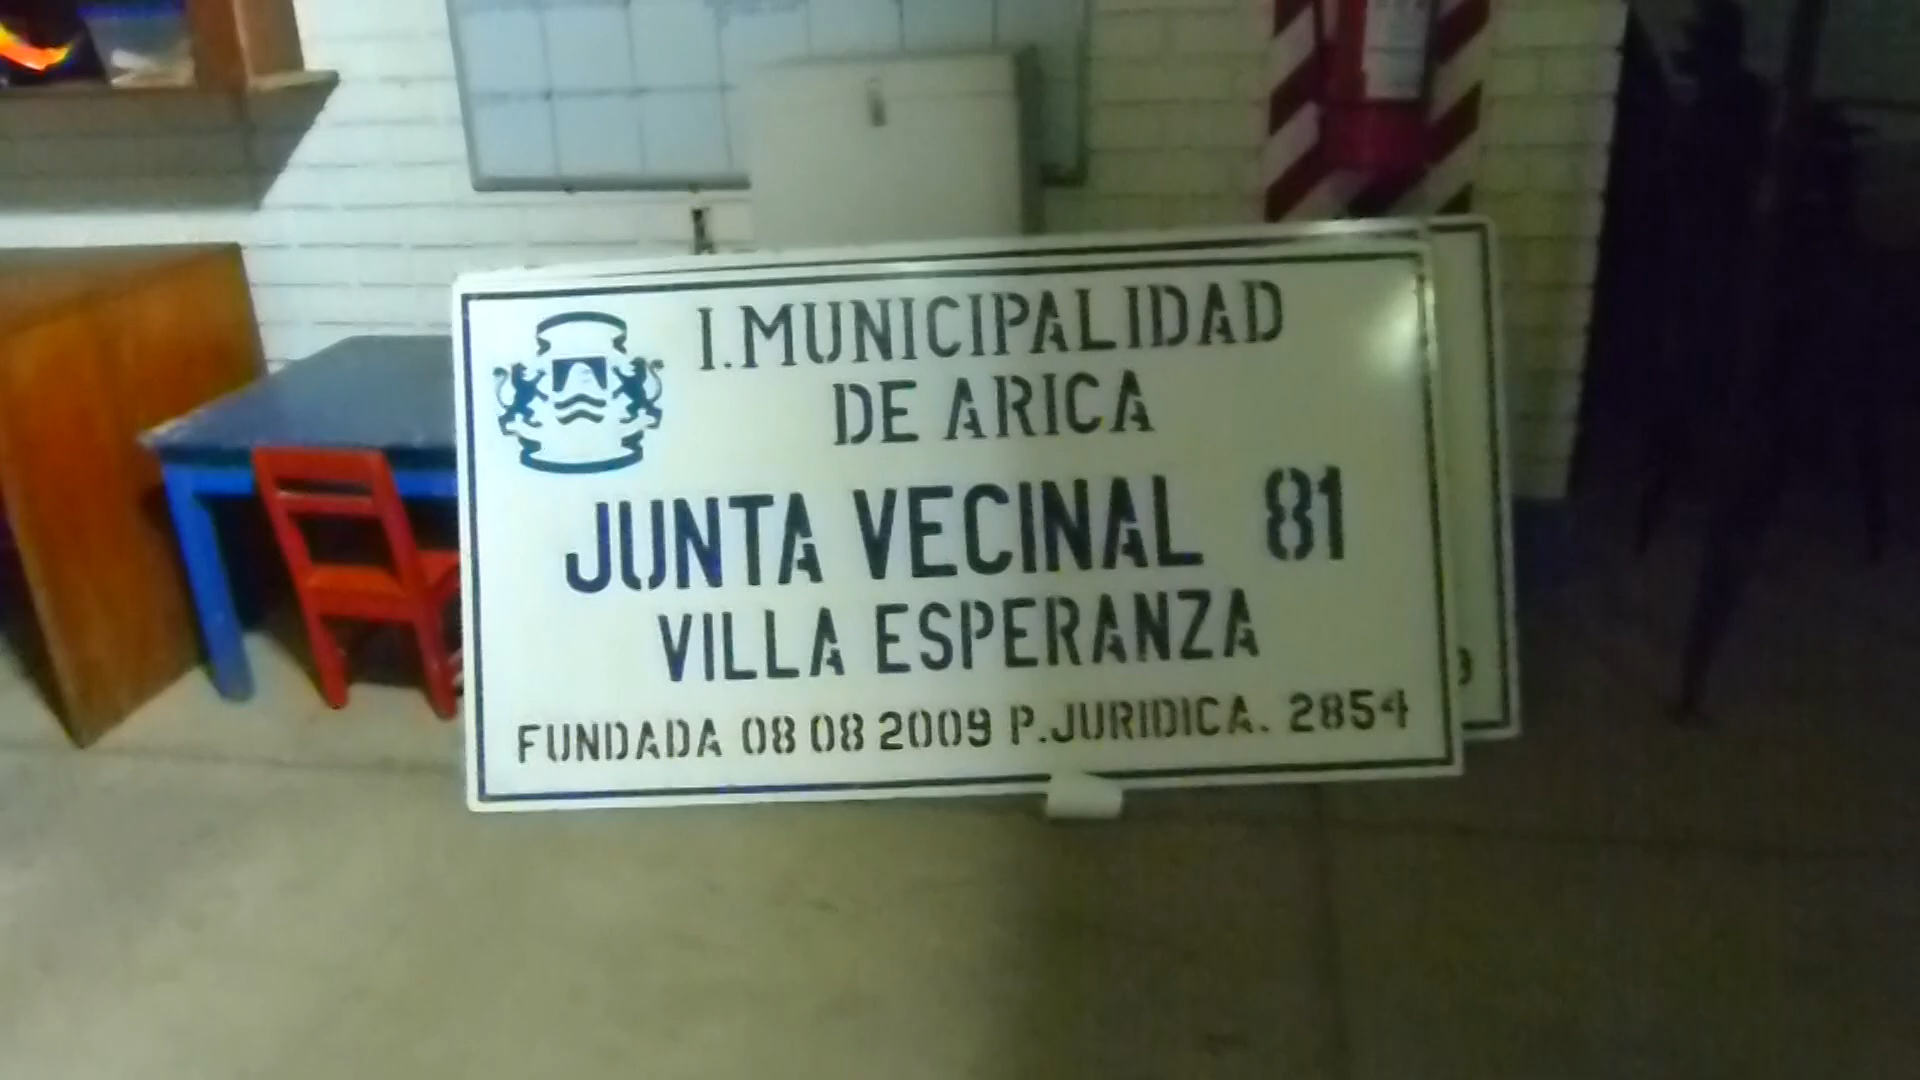 I.MUNICIPALIDAD
DE ARICA
JUNTA VECINAL 81
VILLA ESPERANZA
FUNDADA 08 08 2009 P.JURIDICA. 2854